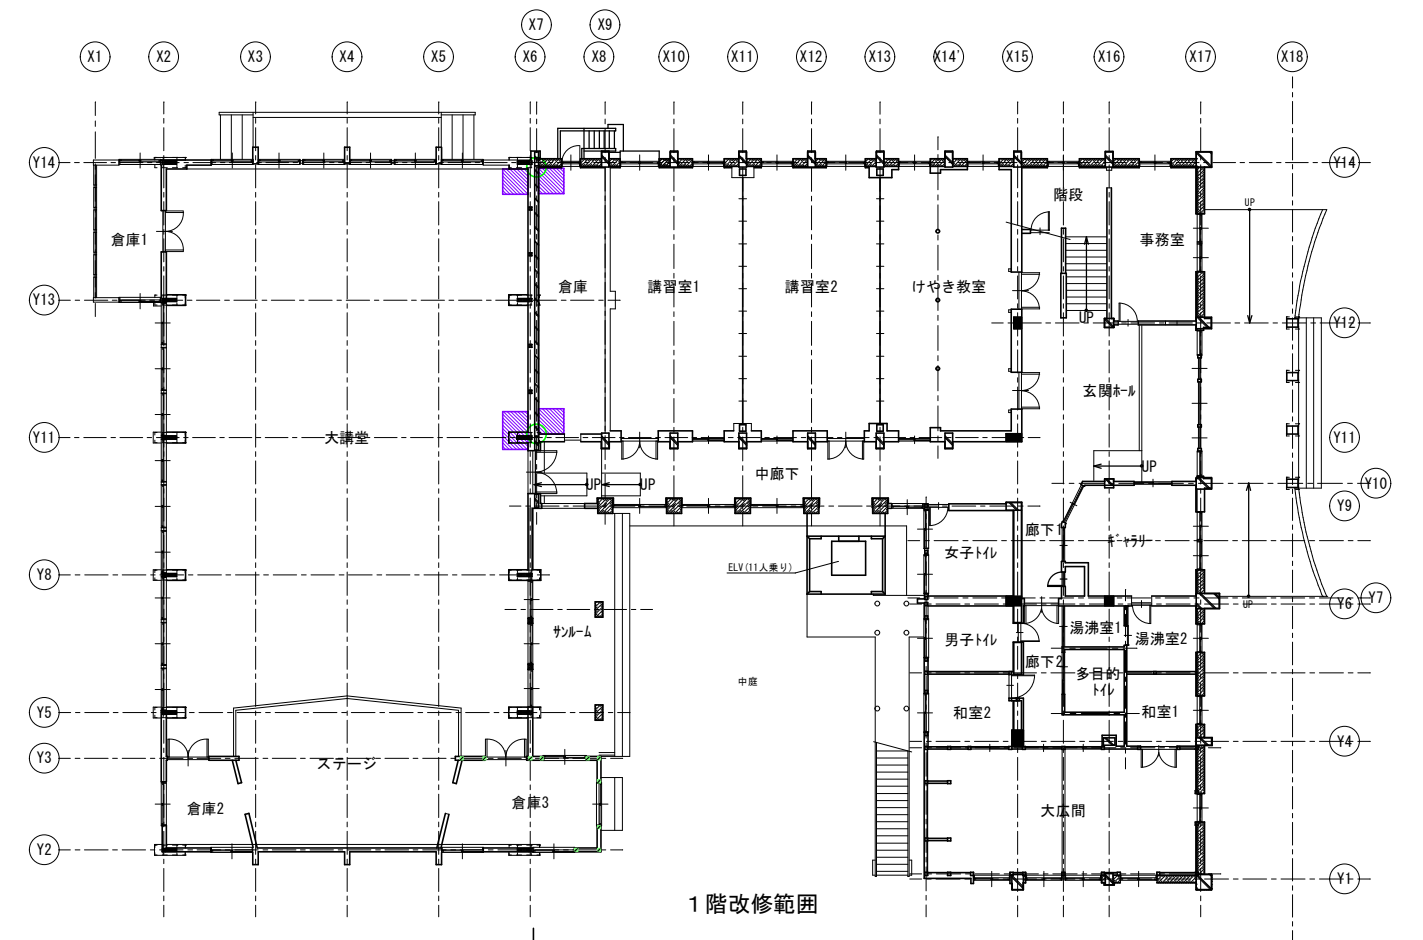 X7
X9
X1
X2
X3
X4
X5
X6
X8
X10
X11
X12
X13
X14'
X15
X16
X17
X18
Y14
Y14
階段
UP
倉庫1
事務室
倉庫
講習室1
講習室2
けやき教室
Y13
UP
Y12
玄関ホール
Y11
大講堂
Y11
中廊下
UP
UP
UP
Y10
Y9
廊下1
ギャラリー
女子トイレ
ELV(11人乗り)
Y8
UP
Y6
Y7
サンルーム
湯沸室1
男子トイレ
湯沸室2
廊下2
多目的
トイレ
中庭
Y5
和室2
和室1
Y4
Y3
ステージ
倉庫2
倉庫3
大広間
Y2
Y1
1階改修範囲